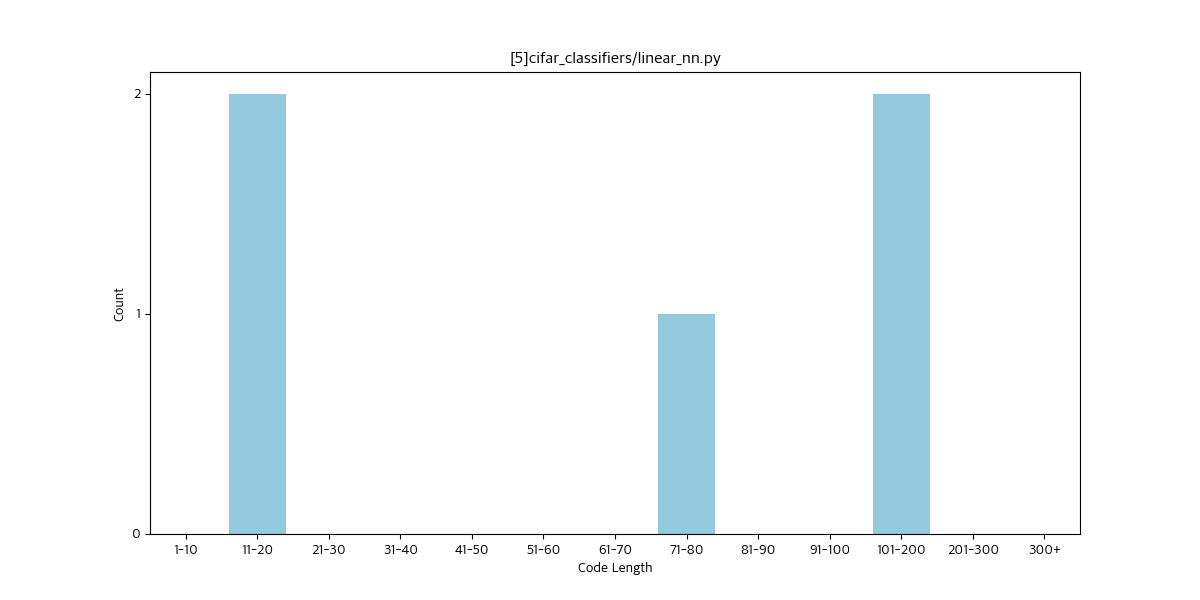 [5]cifar_classifiers/linear_nn.py
Count
2
1
0
1-10 11-20 21-30 31-40 41-50 51-60 61-70 71-80 81-90 91-100 101-200 201-300 300+
Code Length